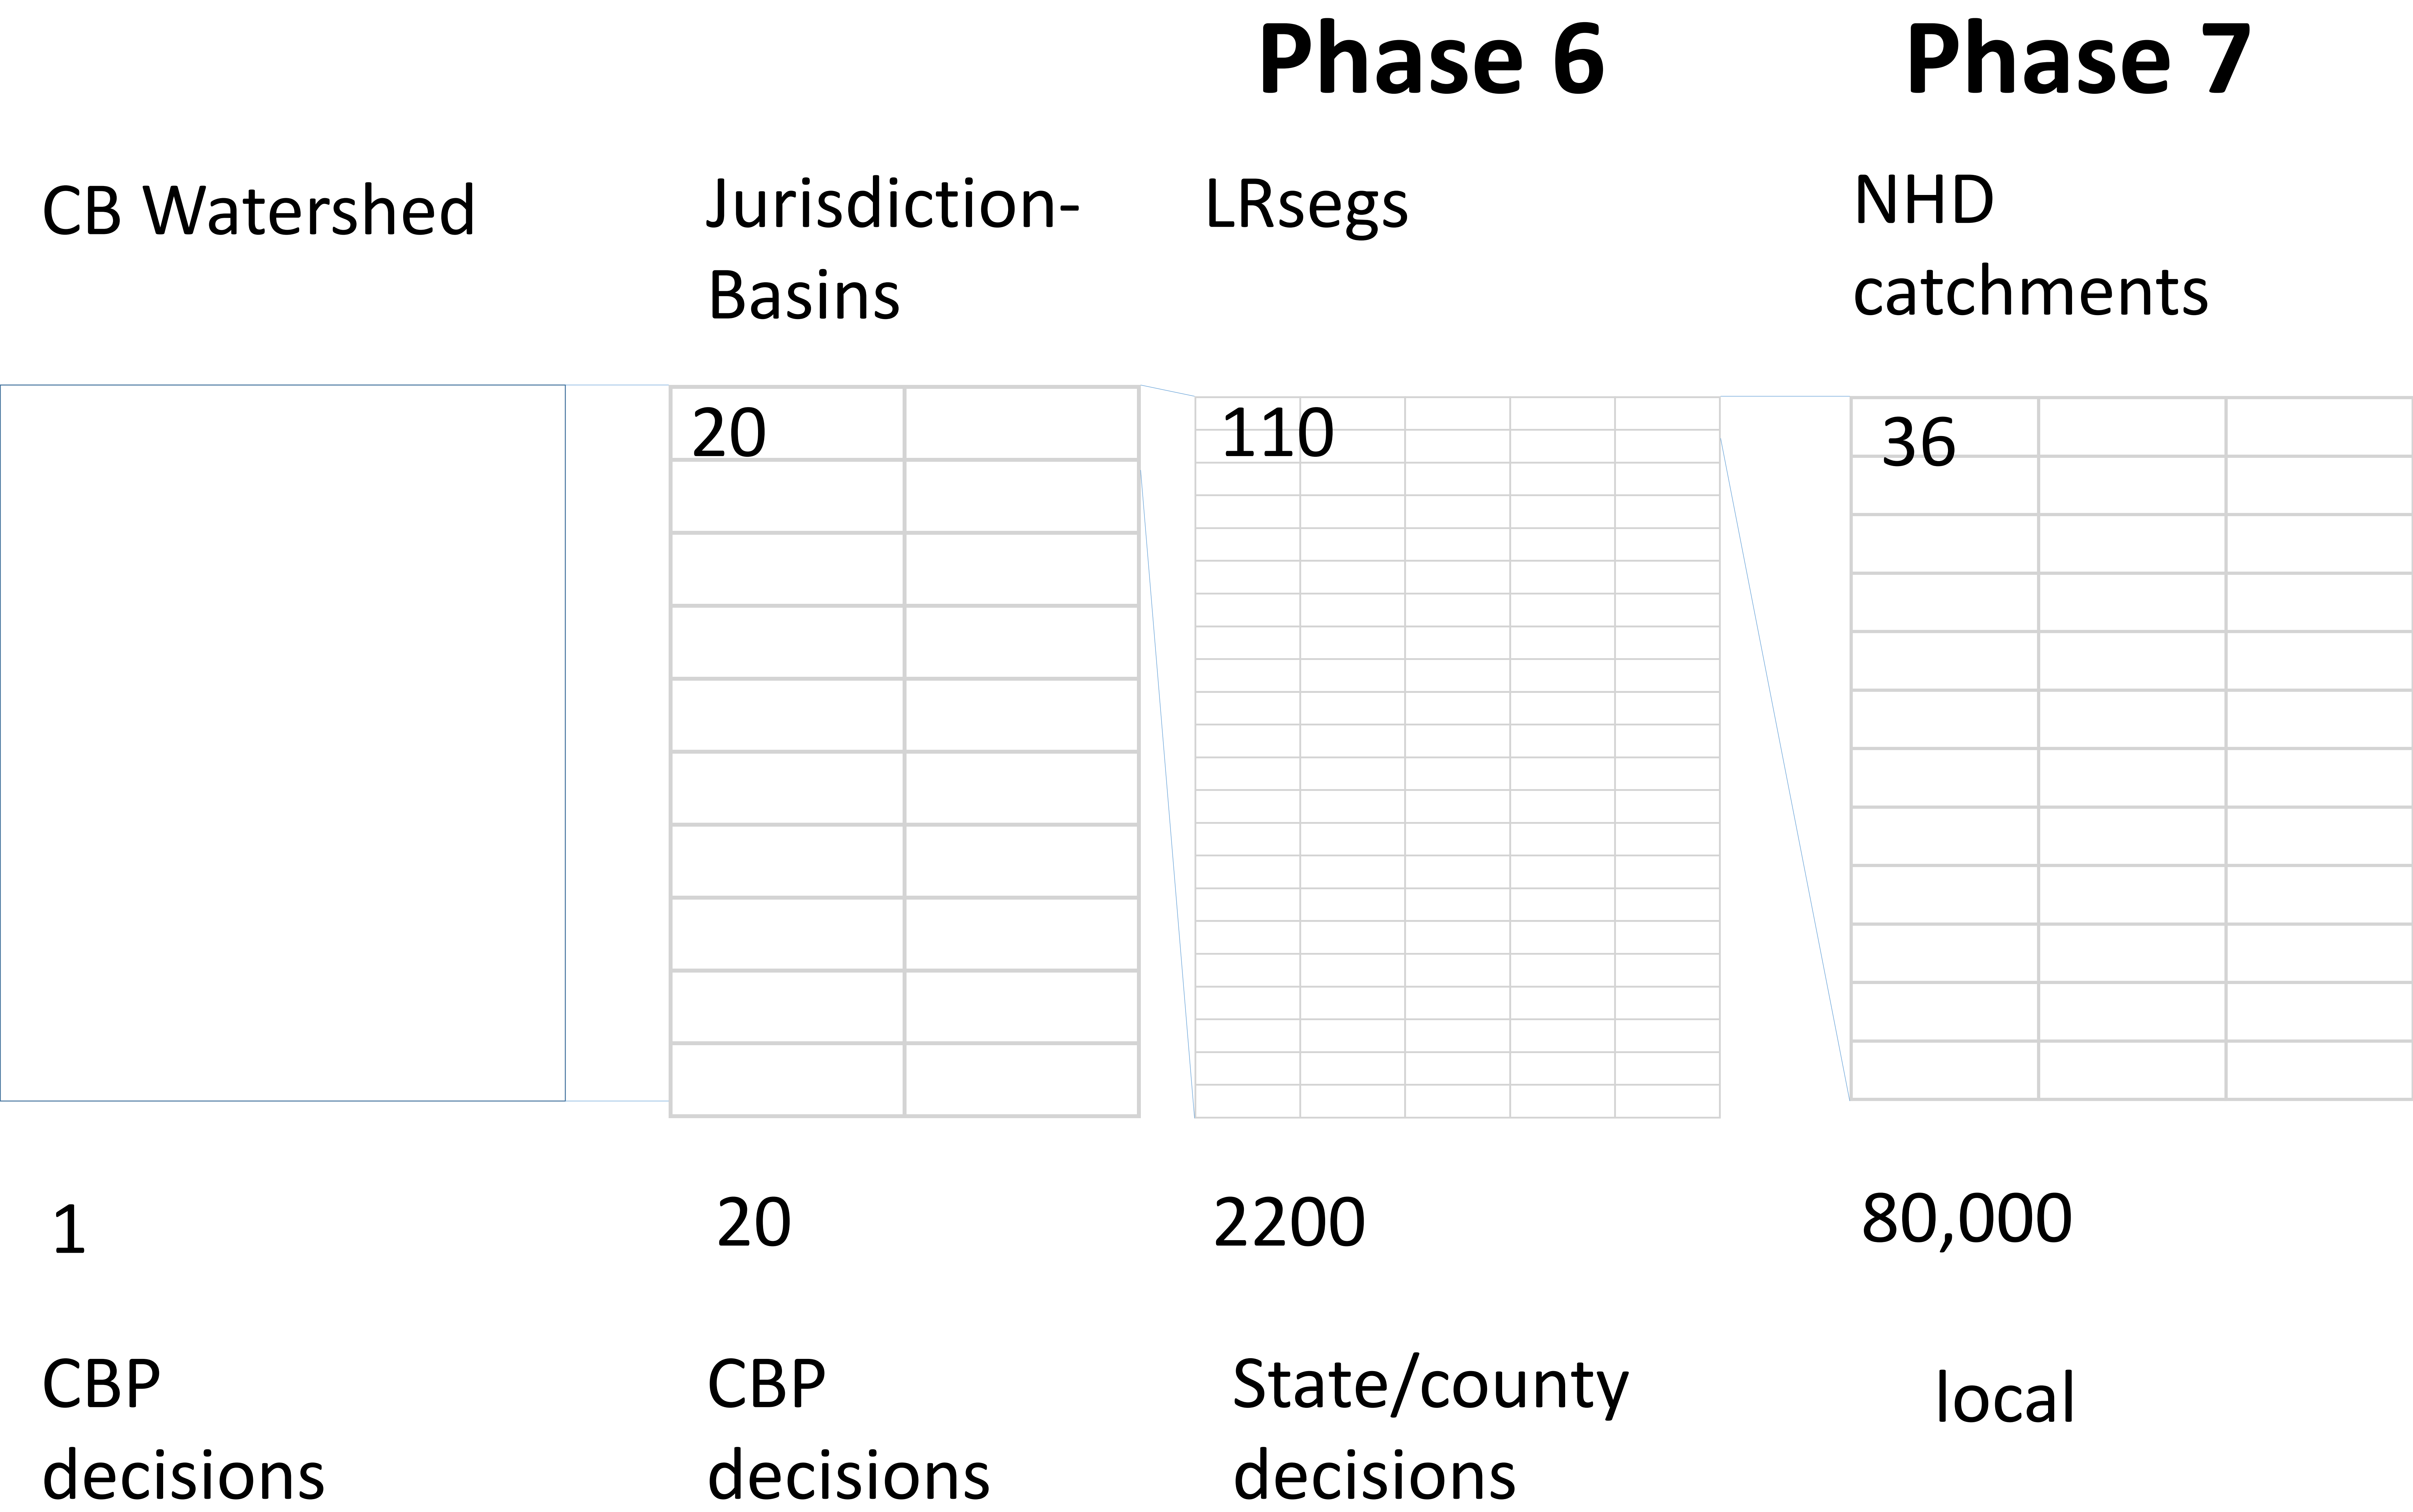 Phase 6
Phase 7
CB Watershed
Jurisdiction-
Basins
LRsegs
NHD
catchments
20
110
36
1
20
2200
80,000
CBP
decisions
CBP
decisions
State/county
decisions
local